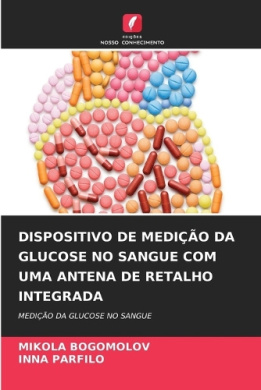 edições
NOSSO CONHECIMENTO
DISPOSITIVO DE MEDIÇÃO DA
GLUCOSE NO SANGUE COM
UMA ANTENA DE RETALHO
INTEGRADA
MEDIÇÃO DA GLUCOSE NO SANGUE
MIKOLA BOGOMOLOV
INNA PARFILO